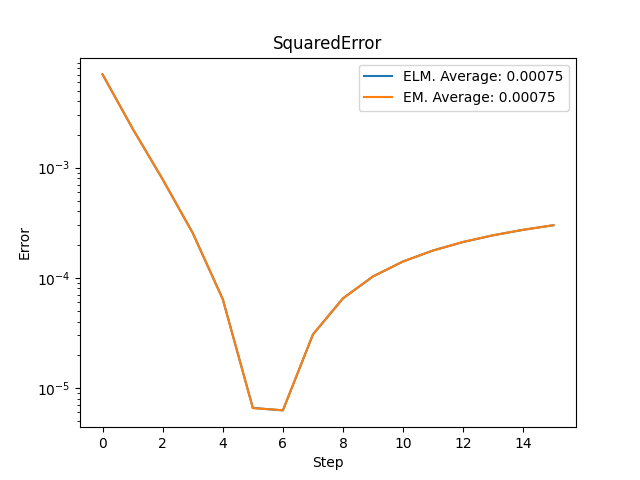 SquaredError
ELM. Average: 0.00075
EM. Average: 0.00075
Error
10⁻³
10⁻⁴
10⁻⁵
0 2 4 6 8 10 12 14
Step